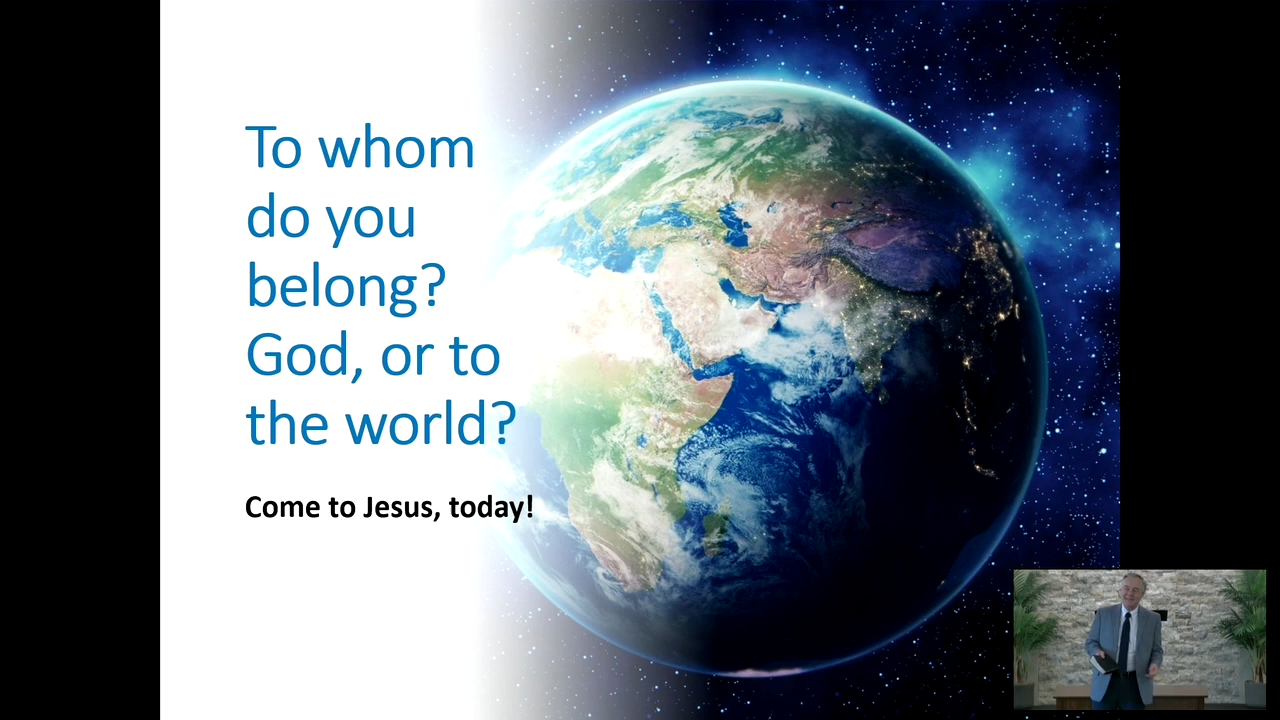 To whom
do you
belong?
God, or to
the world?
Come to Jesus, today!